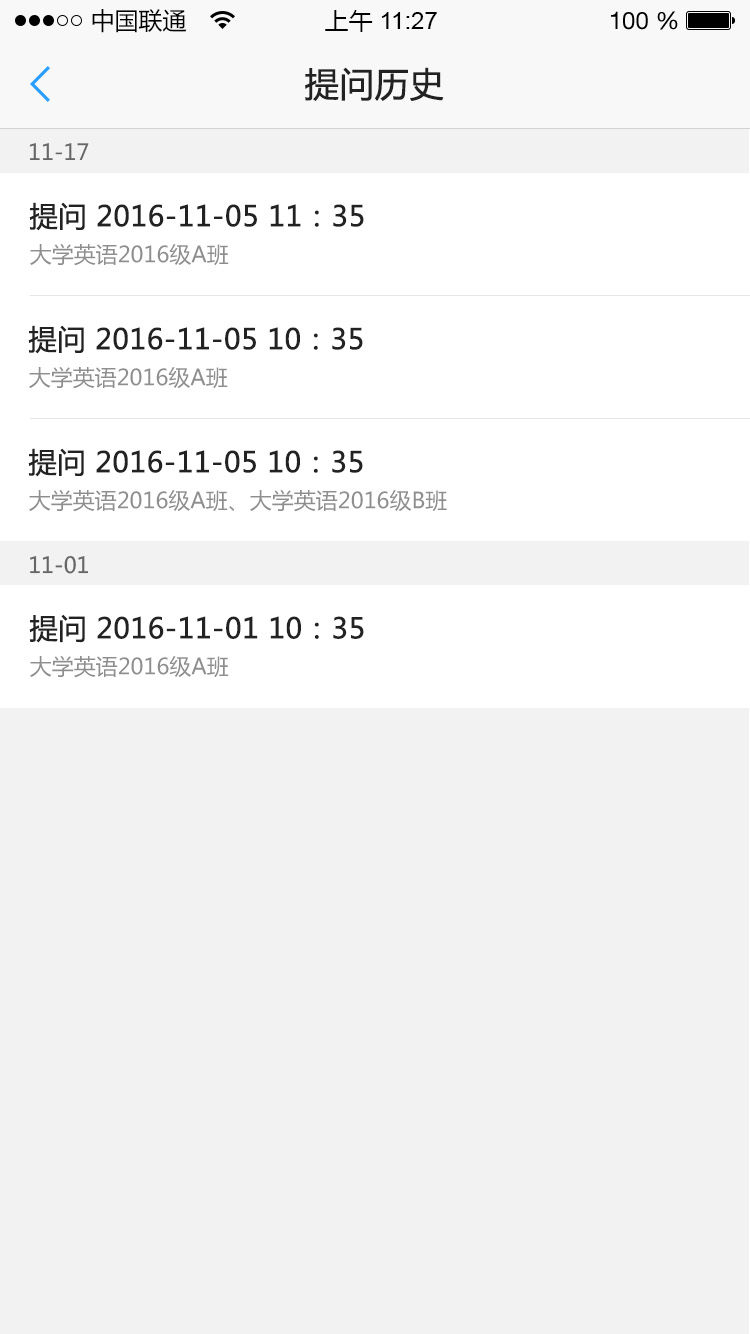 中国联通 上午 11:27 100 %
提问历史
11-17
提问 2016-11-05 11：35
大学英语2016级A班
提问 2016-11-05 10：35
大学英语2016级A班
提问 2016-11-05 10：35
大学英语2016级A班、大学英语2016级B班
11-01
提问 2016-11-01 10：35
大学英语2016级A班